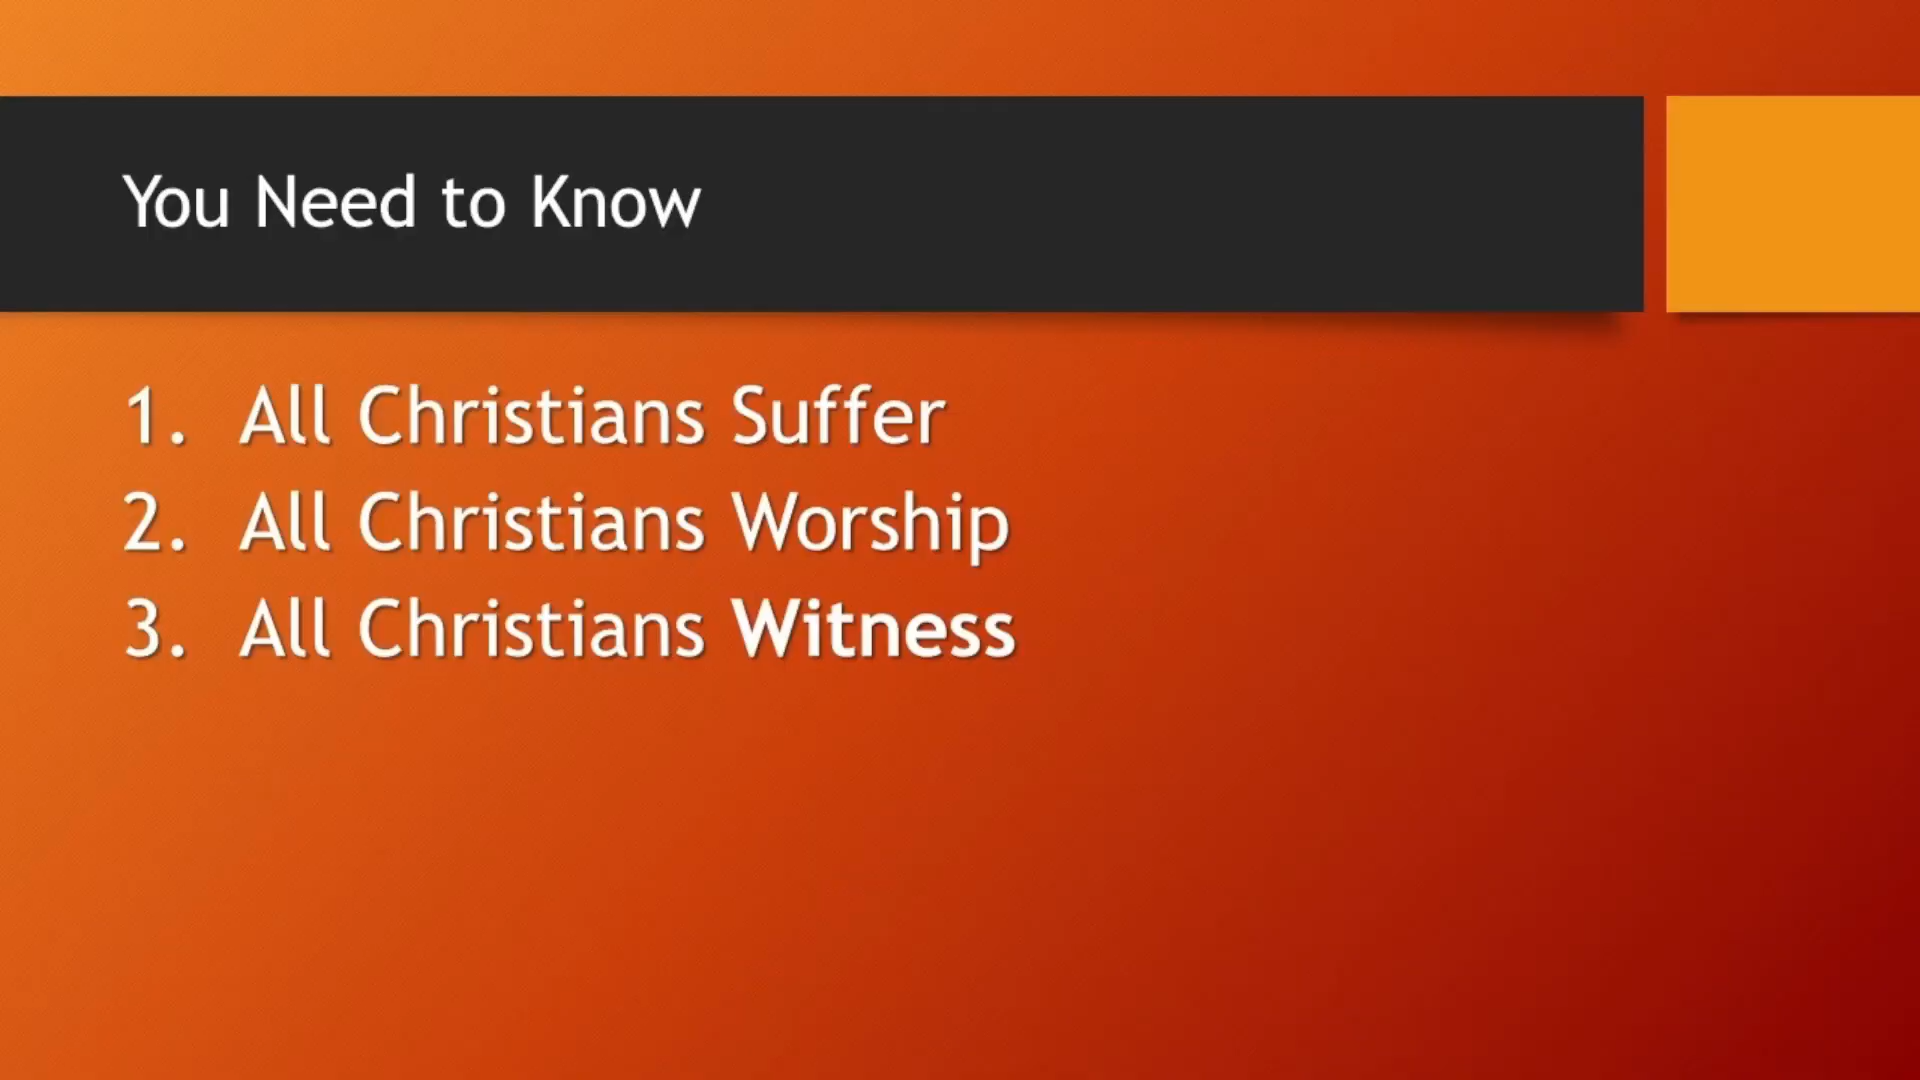 You Need to Know
1. All Christians Suffer
2. All Christians Worship
3. All Christians Witness